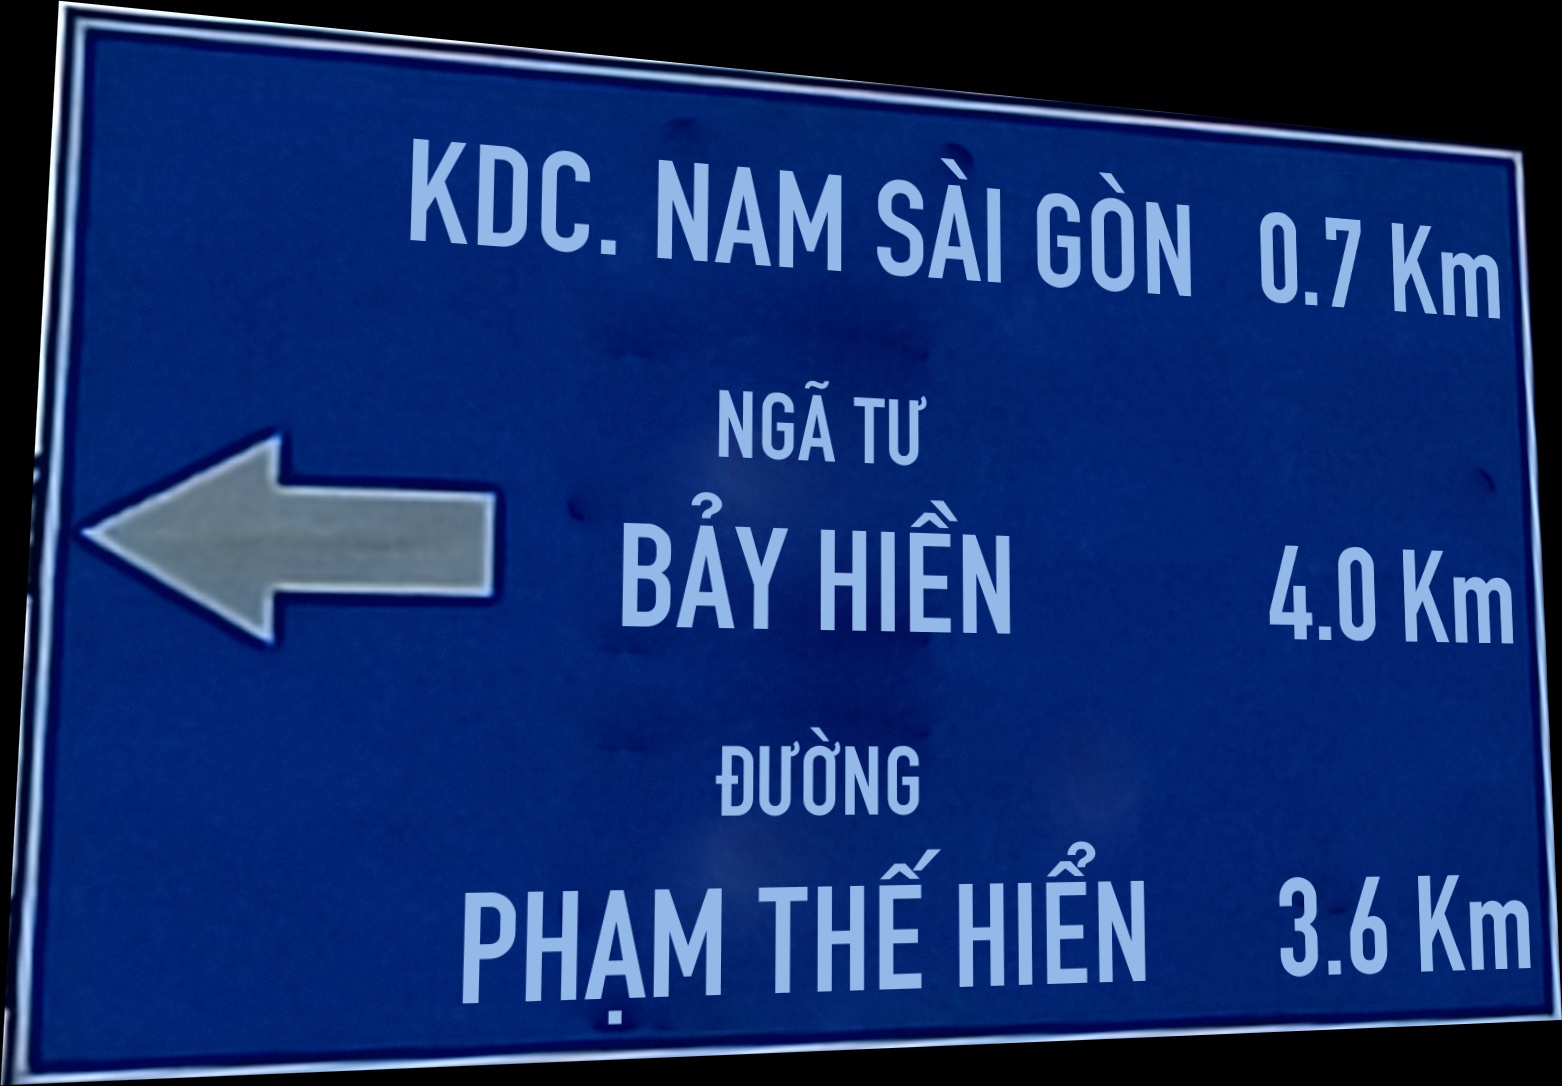 KDC. NAM SÀI GÒN 0.7 Km
NGÃ TƯ
BẢY HIỀN 4.0 Km
ĐƯỜNG
PHẠM THẾ HIỂN 3.6 Km